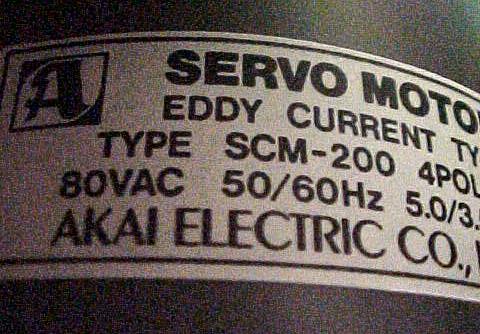 A
SERVO MOTO
EDDY CURRENT TY
TYPE SCM-200 4POL
80VAC 50/60Hz 5.0/3.
AKAI ELECTRIC CO.,